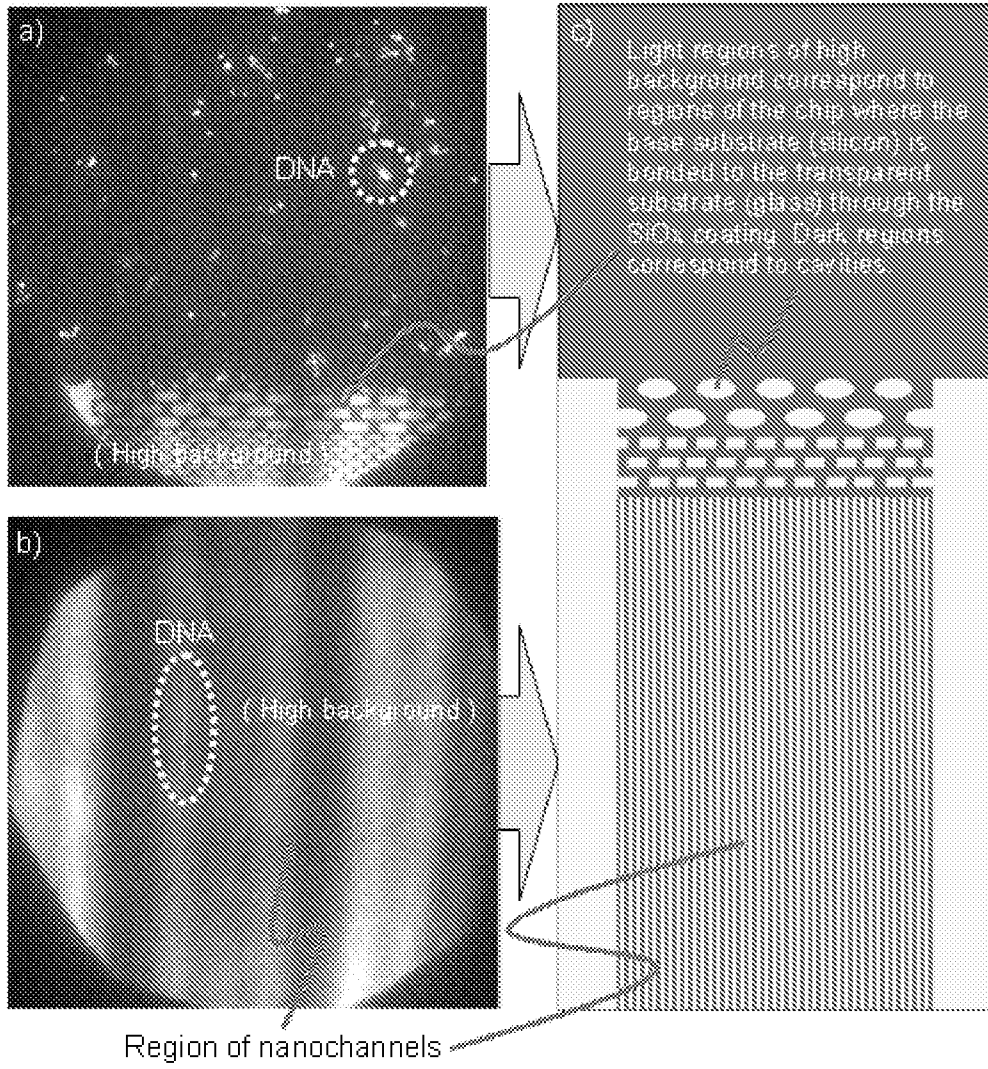 a)
DNA
( High background )
b)
DNA
( High background )
c)
Light regions of high
background correspond to
regions of the chip where the
base substrate (silicon) is
bonded to the transparent
substrate (glass) through the
SiOx coating. Dark regions
correspond to cavities
Region of nanochannels